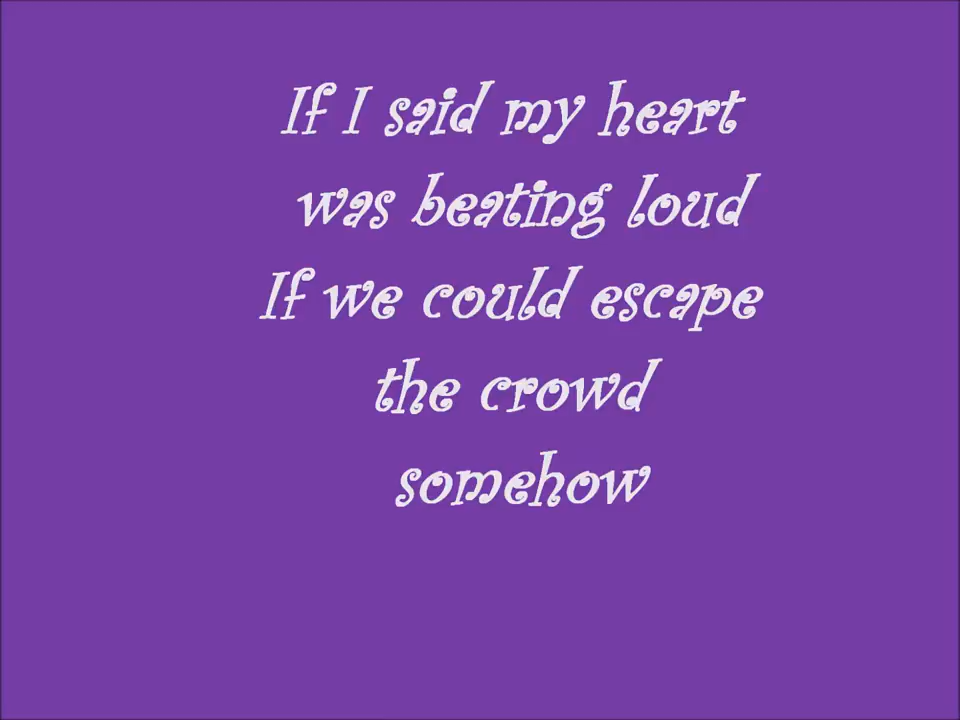 If I said my heart
was beating loud
If we could escape
the crowd
somehow